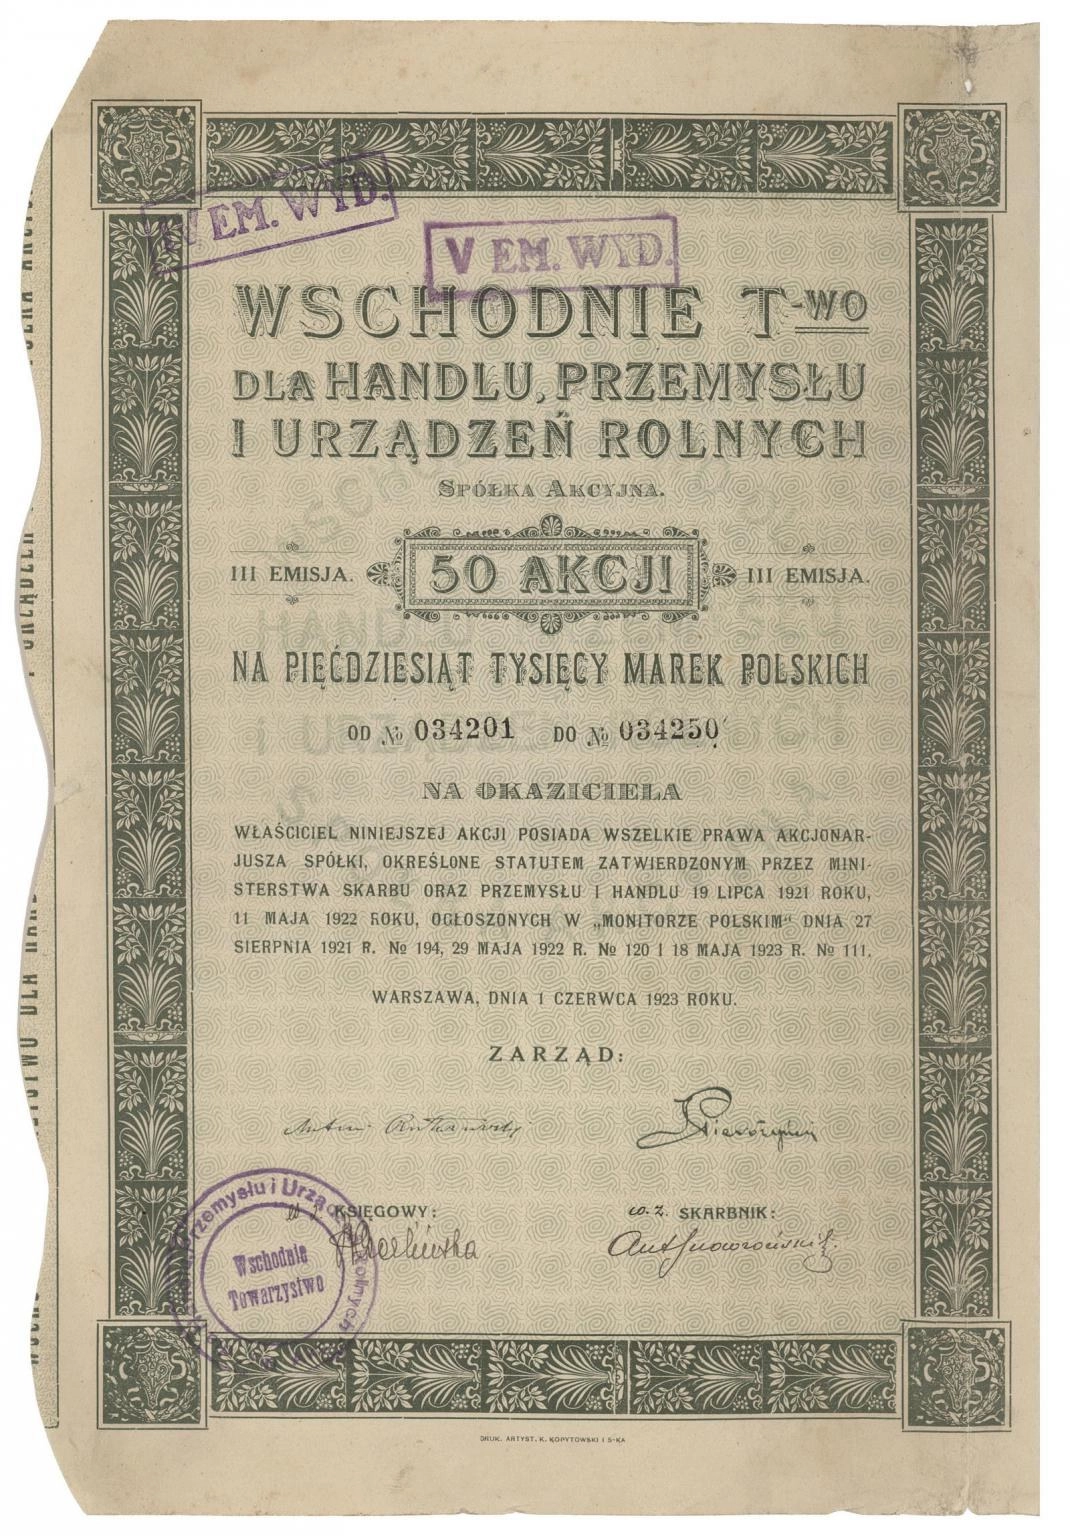 IV EM. WYD.
V EM. WYD.
WSCHODNIE T-WO
DLA HANDLU, PRZEMYSŁU
I URZĄDZEŃ ROLNYCH
SPÓŁKA AKCYJNA.
III EMISJA. 50 AKCJI III EMISJA.
NA PIĘĆDZIESIĄT TYSIĘCY MAREK POLSKICH
OD № 034201 DO № 034250
NA OKAZICIELA
WŁAŚCICIEL NINIEJSZEJ AKCJI POSIADA WSZELKIE PRAWA AKCJONAR-
JUSZA SPÓŁKI, OKREŚLONE STATUTEM ZATWIERDZONYM PRZEZ MINI-
STERSTWA SKARBU ORAZ PRZEMYSŁU I HANDLU 19 LIPCA 1921 ROKU,
11 MAJA 1922 ROKU, OGŁOSZONYCH W „MONITORZE POLSKIM“ DNIA 27
SIERPNIA 1921 R. № 194, 29 MAJA 1922 R. № 120 I 18 MAJA 1923 R. № 111.
WARSZAWA, DNIA 1 CZERWCA 1923 ROKU.
ZARZĄD:
KSIĘGOWY:
w. z. SKARBNIK:
Przemysłu i Urządzeń Rolnych
Wschodnie
Towarzystwo
DRUK. ARTYST. K. KOPYTOWSKI I S-KA